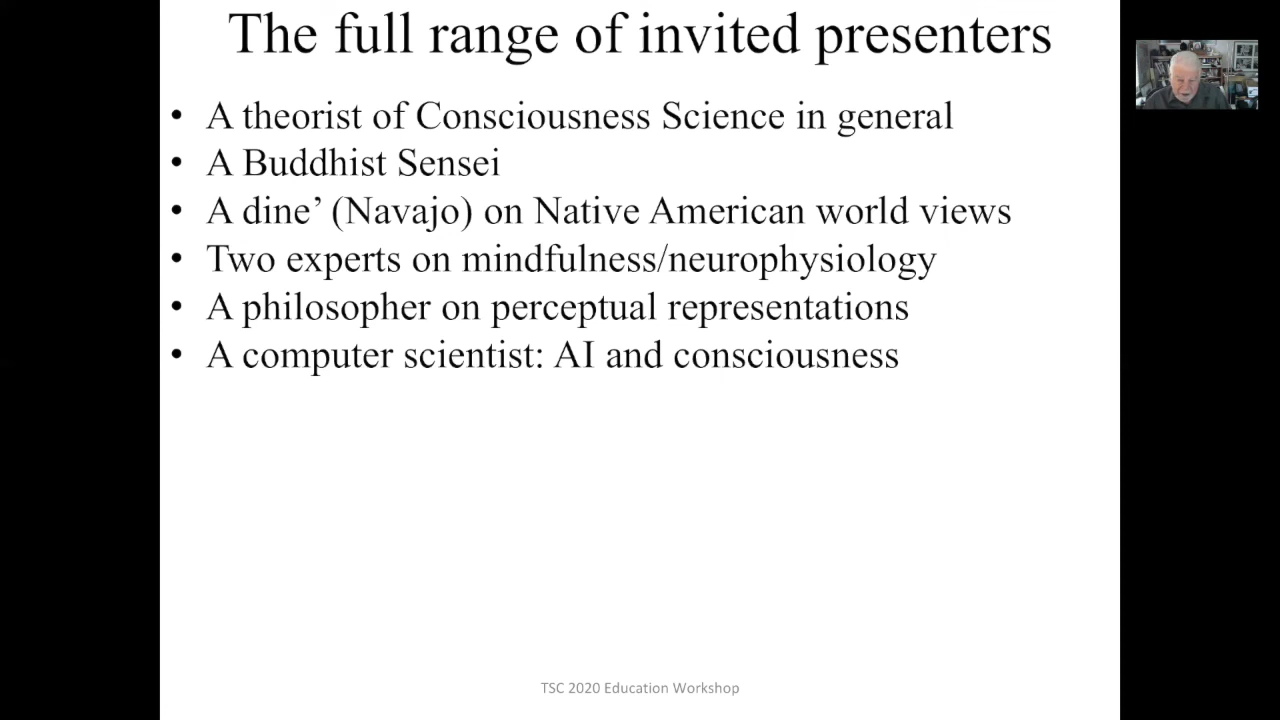 The full range of invited presenters
• A theorist of Consciousness Science in general
• A Buddhist Sensei
• A dine’ (Navajo) on Native American world views
• Two experts on mindfulness/neurophysiology
• A philosopher on perceptual representations
• A computer scientist: AI and consciousness
TSC 2020 Education Workshop